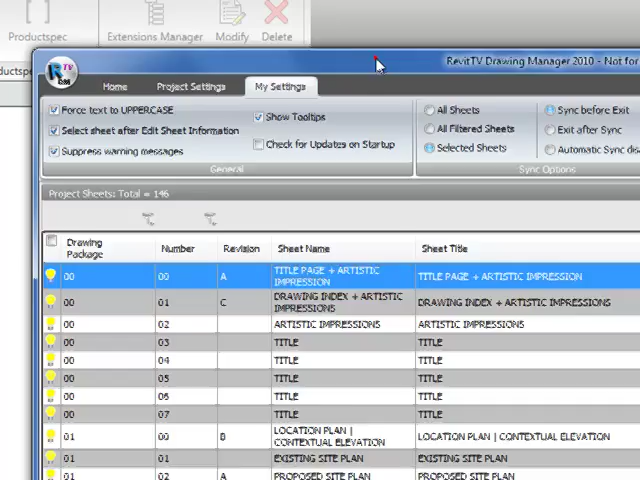 Productspec
Extensions Manager
Modify
Delete
RevitTV Drawing Manager 2010 - Not for
Home
Project Settings
My Settings
Force text to UPPERCASE
Select sheet after Edit Sheet Information
Suppress warning messages
Show Tooltips
Check for Updates on Startup
General
All Sheets
All Filtered Sheets
Selected Sheets
Sync before Exit
Exit after Sync
Automatic Sync dis
Sync Options
Project Sheets: Total = 146
Drawing Package
Number
Revision
Sheet Name
Sheet Title
00 00 A TITLE PAGE + ARTISTIC IMPRESSION TITLE PAGE + ARTISTIC IMPRESSION
00 01 C DRAWING INDEX + ARTISTIC IMPRESSIONS DRAWING INDEX + ARTISTIC IMPRESSIONS
00 02 ARTISTIC IMPRESSIONS ARTISTIC IMPRESSIONS
00 03 TITLE TITLE
00 04 TITLE TITLE
00 05 TITLE TITLE
00 06 TITLE TITLE
00 07 TITLE TITLE
01 00 B LOCATION PLAN | CONTEXTUAL ELEVATION LOCATION PLAN | CONTEXTUAL ELEVATION
01 01 EXISTING SITE PLAN EXISTING SITE PLAN
01 02 A PROPOSED SITE PLAN PROPOSED SITE PLAN